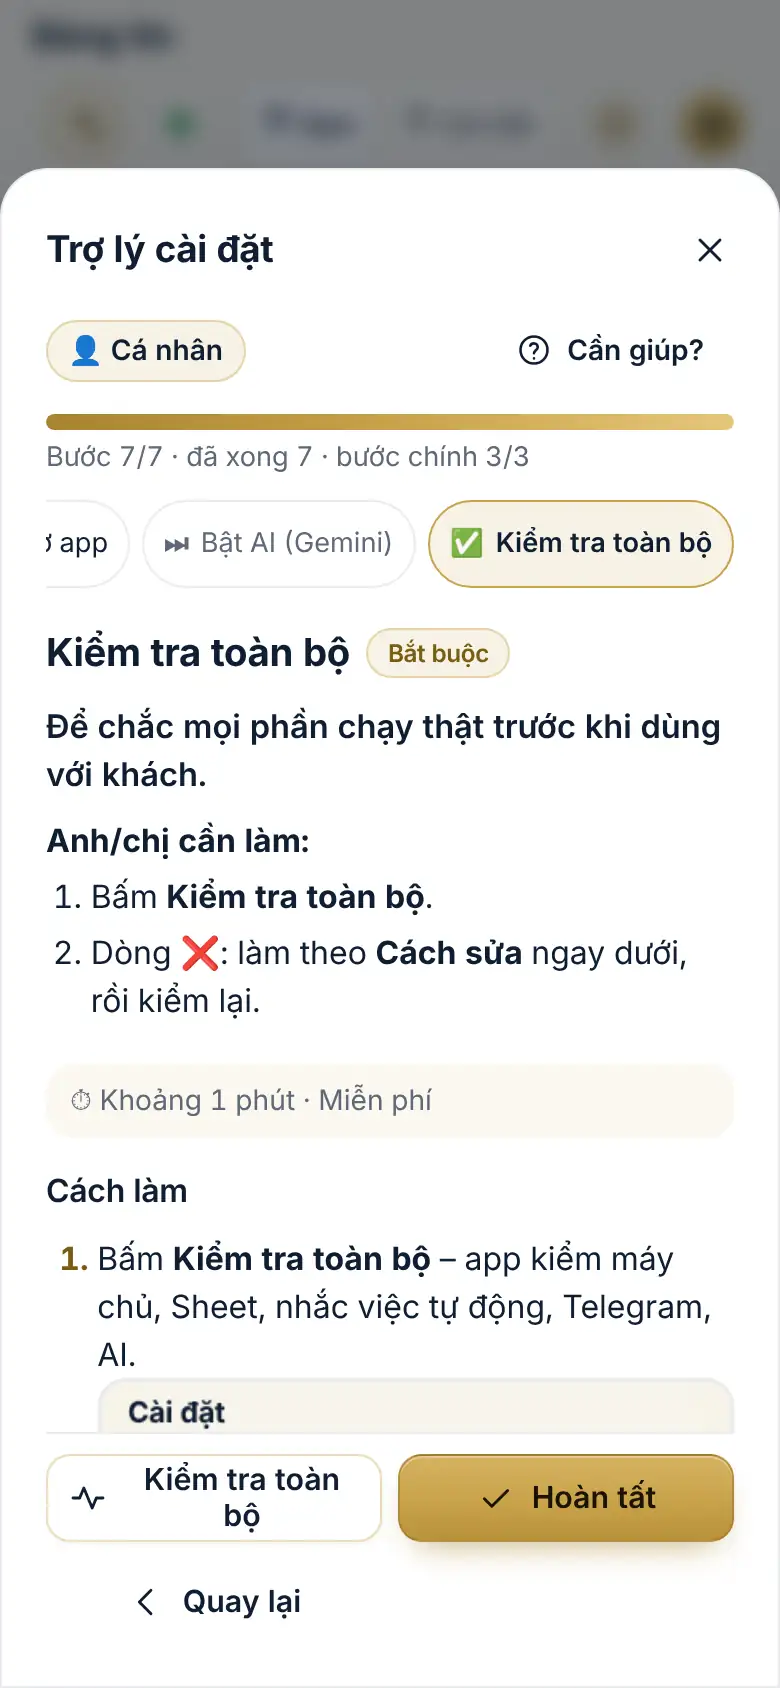 Trợ lý cài đặt
Cá nhân
Cần giúp?
Bước 7/7 · đã xong 7 · bước chính 3/3
app
Bật AI (Gemini)
Kiểm tra toàn bộ
Kiểm tra toàn bộ
Bắt buộc
Để chắc mọi phần chạy thật trước khi dùng
với khách.
Anh/chị cần làm:
1. Bấm Kiểm tra toàn bộ.
2. Dòng ❌: làm theo Cách sửa ngay dưới,
rồi kiểm lại.
Khoảng 1 phút · Miễn phí
Cách làm
1. Bấm Kiểm tra toàn bộ – app kiểm máy
chủ, Sheet, nhắc việc tự động, Telegram,
AI.
Cài đặt
Kiểm tra toàn
bộ
Hoàn tất
Quay lại